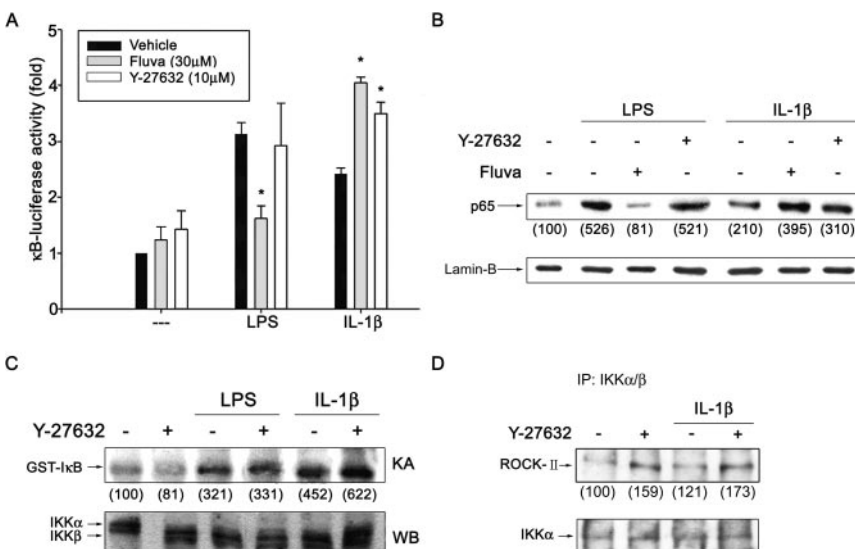 A
κB-luciferase activity (fold)
5
4
3
2
1
0
Vehicle
Fluva (30μM)
Y-27632 (10μM)
*
*
*
---
LPS
IL-1β
B
LPS
IL-1β
Y-27632
-
-
-
+
-
-
+
Fluva
-
-
+
-
-
+
-
p65
(100)
(526)
(81)
(521)
(210)
(395)
(310)
Lamin-B
C
LPS
IL-1β
Y-27632
-
+
-
+
-
+
GST-IκB
KA
(100)
(81)
(321)
(331)
(452)
(622)
IKKα
IKKβ
WB
D
IP: IKKα/β
IL-1β
Y-27632
-
+
-
+
ROCK-II
(100)
(159)
(121)
(173)
IKKα